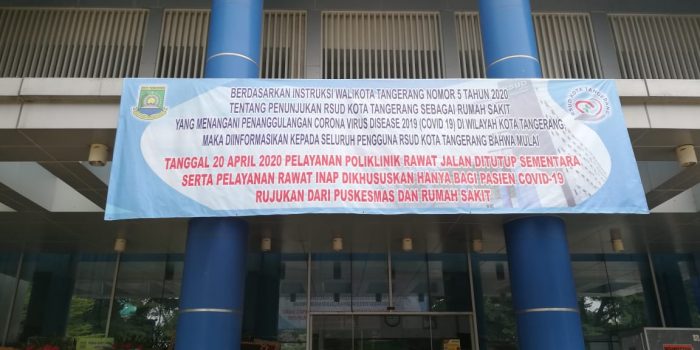 BERDASARKAN INSTRUKSI WALIKOTA TANGERANG NOMOR 5 TAHUN 2020
TENTANG PENUNJUKAN RSUD KOTA TANGERANG SEBAGAI RUMAH SAKIT
YANG MENANGANI PENANGGULANGAN CORONA VIRUS DISEASE 2019 (COVID 19) DI WILAYAH KOTA TANGERANG,
MAKA DIINFORMASIKAN KEPADA SELURUH PENGGUNA RSUD KOTA TANGERANG BAHWA MULAI
TANGGAL 20 APRIL 2020 PELAYANAN POLIKLINIK RAWAT JALAN DITUTUP SEMENTARA
SERTA PELAYANAN RAWAT INAP DIKHUSUSKAN HANYA BAGI PASIEN COVID-19
RUJUKAN DARI PUSKESMAS DAN RUMAH SAKIT
RSUD KOTA TANGERANG